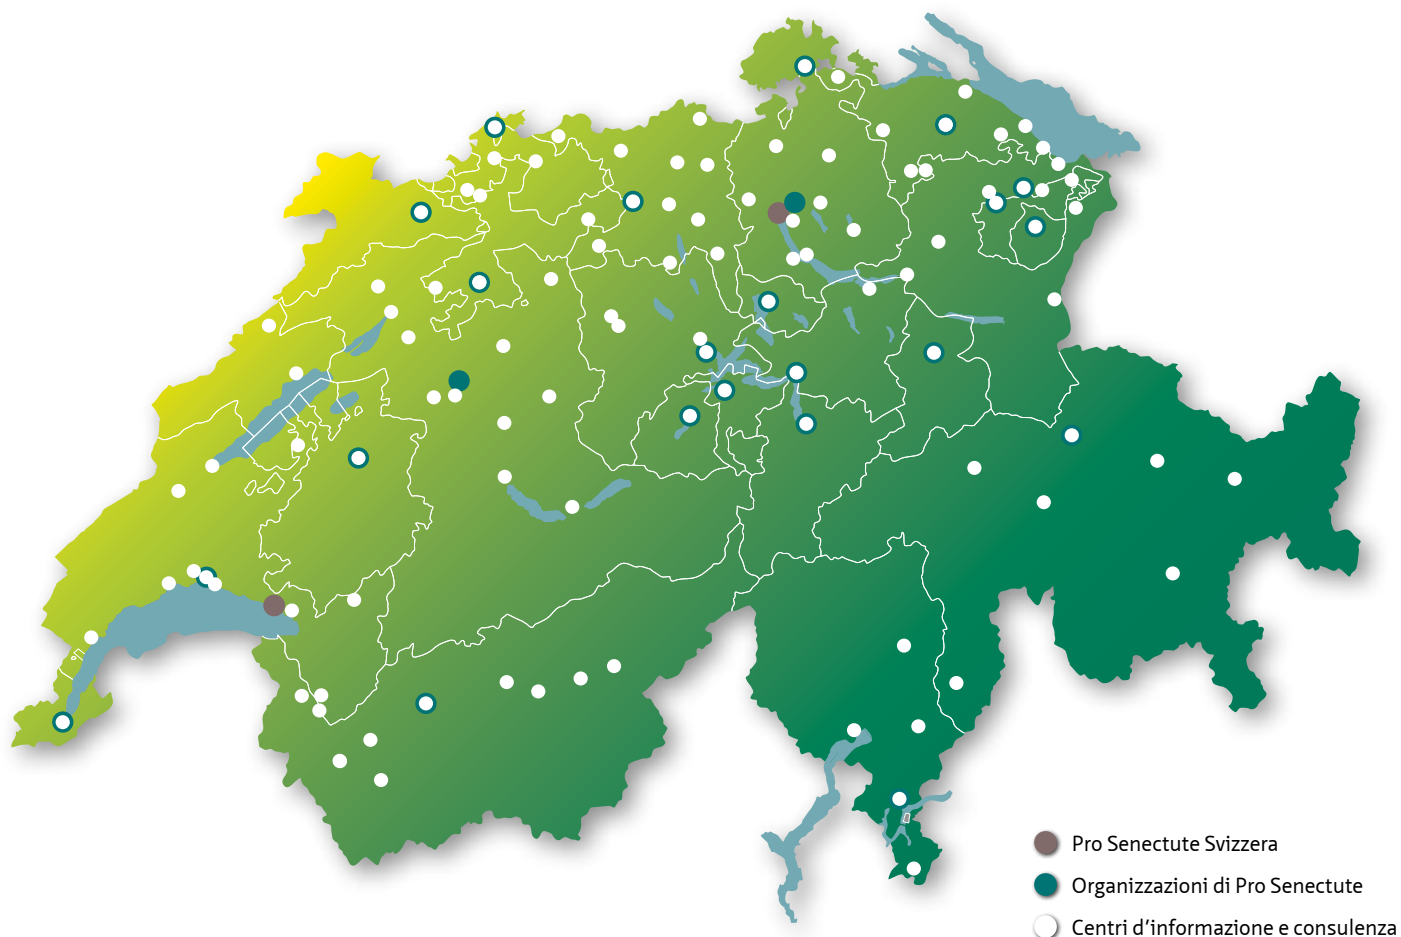 Pro Senectute Svizzera
Organizzazioni di Pro Senectute
Centri d’informazione e consulenza